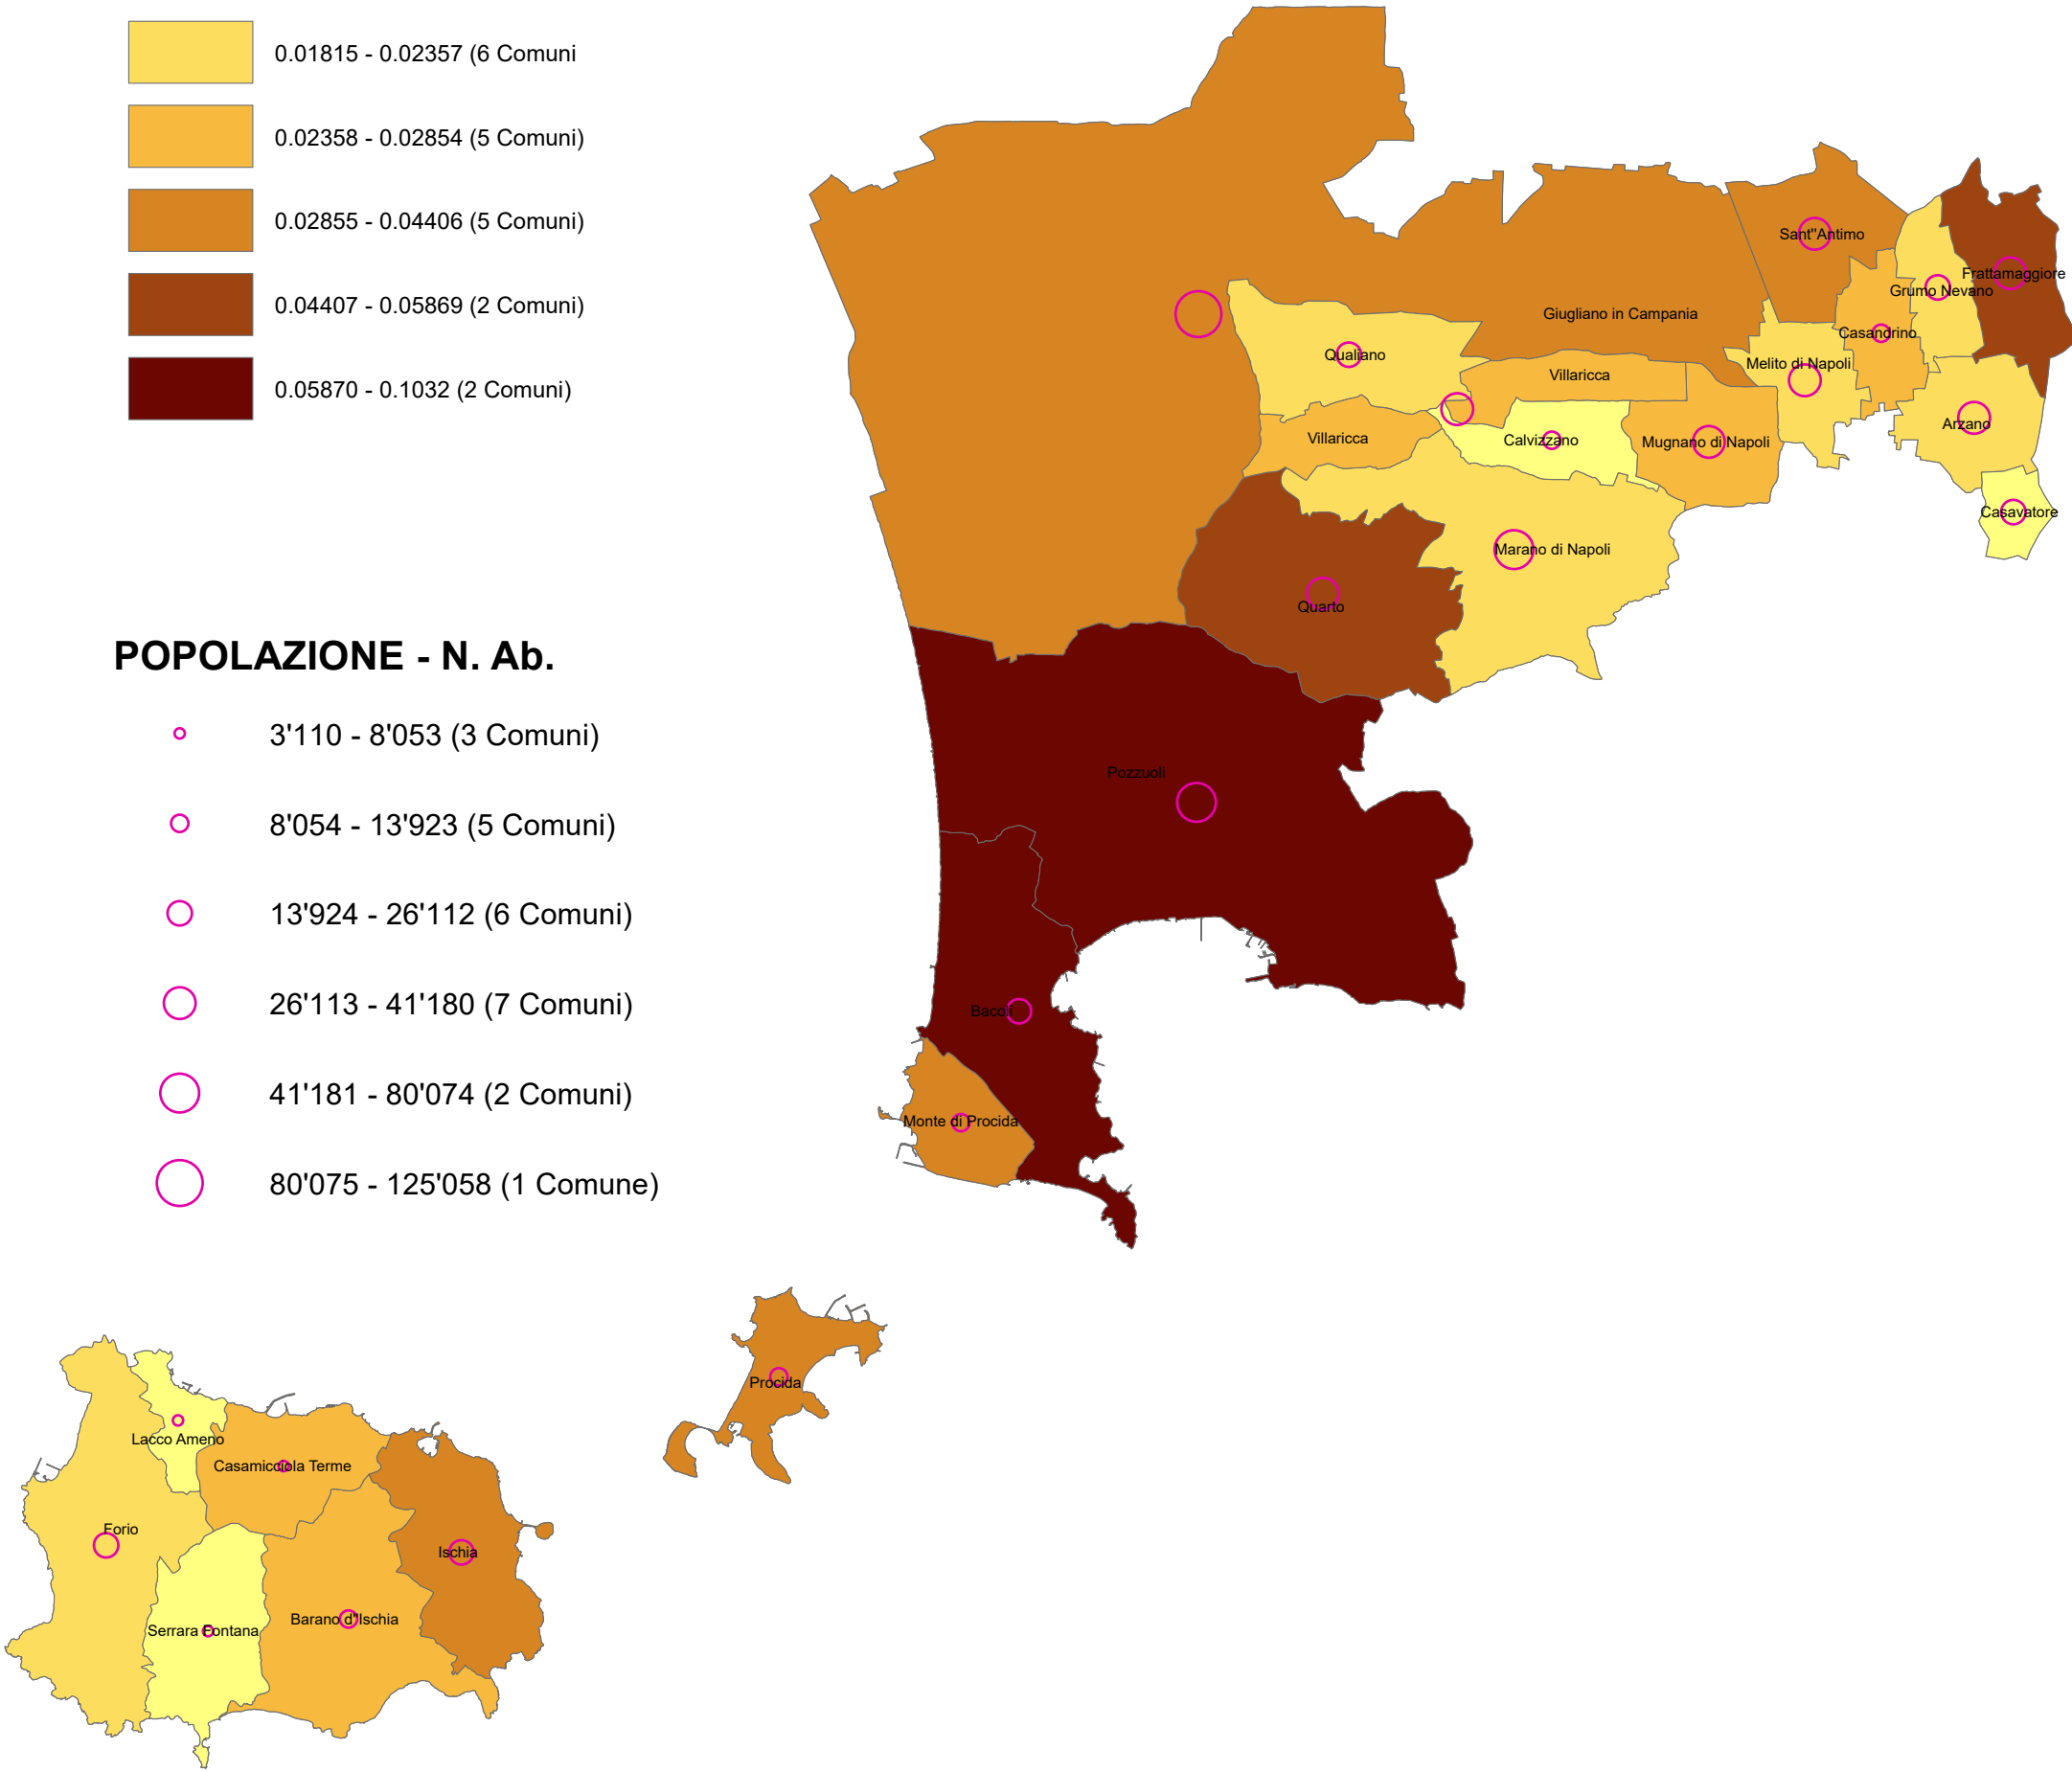 0.01815 - 0.02357 (6 Comuni
0.02358 - 0.02854 (5 Comuni)
0.02855 - 0.04406 (5 Comuni)
0.04407 - 0.05869 (2 Comuni)
0.05870 - 0.1032 (2 Comuni)
Sant"Antimo
Frattamaggiore
Grumo Nevano
Giugliano in Campania
Casandrino
Qualiano
Melito di Napoli
Villaricca
Arzano
Villaricca
Calvizzano
Mugnano di Napoli
Casavatore
Marano di Napoli
Quarto
POPOLAZIONE - N. Ab.
3'110 - 8'053 (3 Comuni)
8'054 - 13'923 (5 Comuni)
13'924 - 26'112 (6 Comuni)
26'113 - 41'180 (7 Comuni)
41'181 - 80'074 (2 Comuni)
80'075 - 125'058 (1 Comune)
Pozzuoli
Bacoli
Monte di Procida
Procida
Lacco Ameno
Casamicciola Terme
Forio
Ischia
Barano d"Ischia
Serrara Fontana